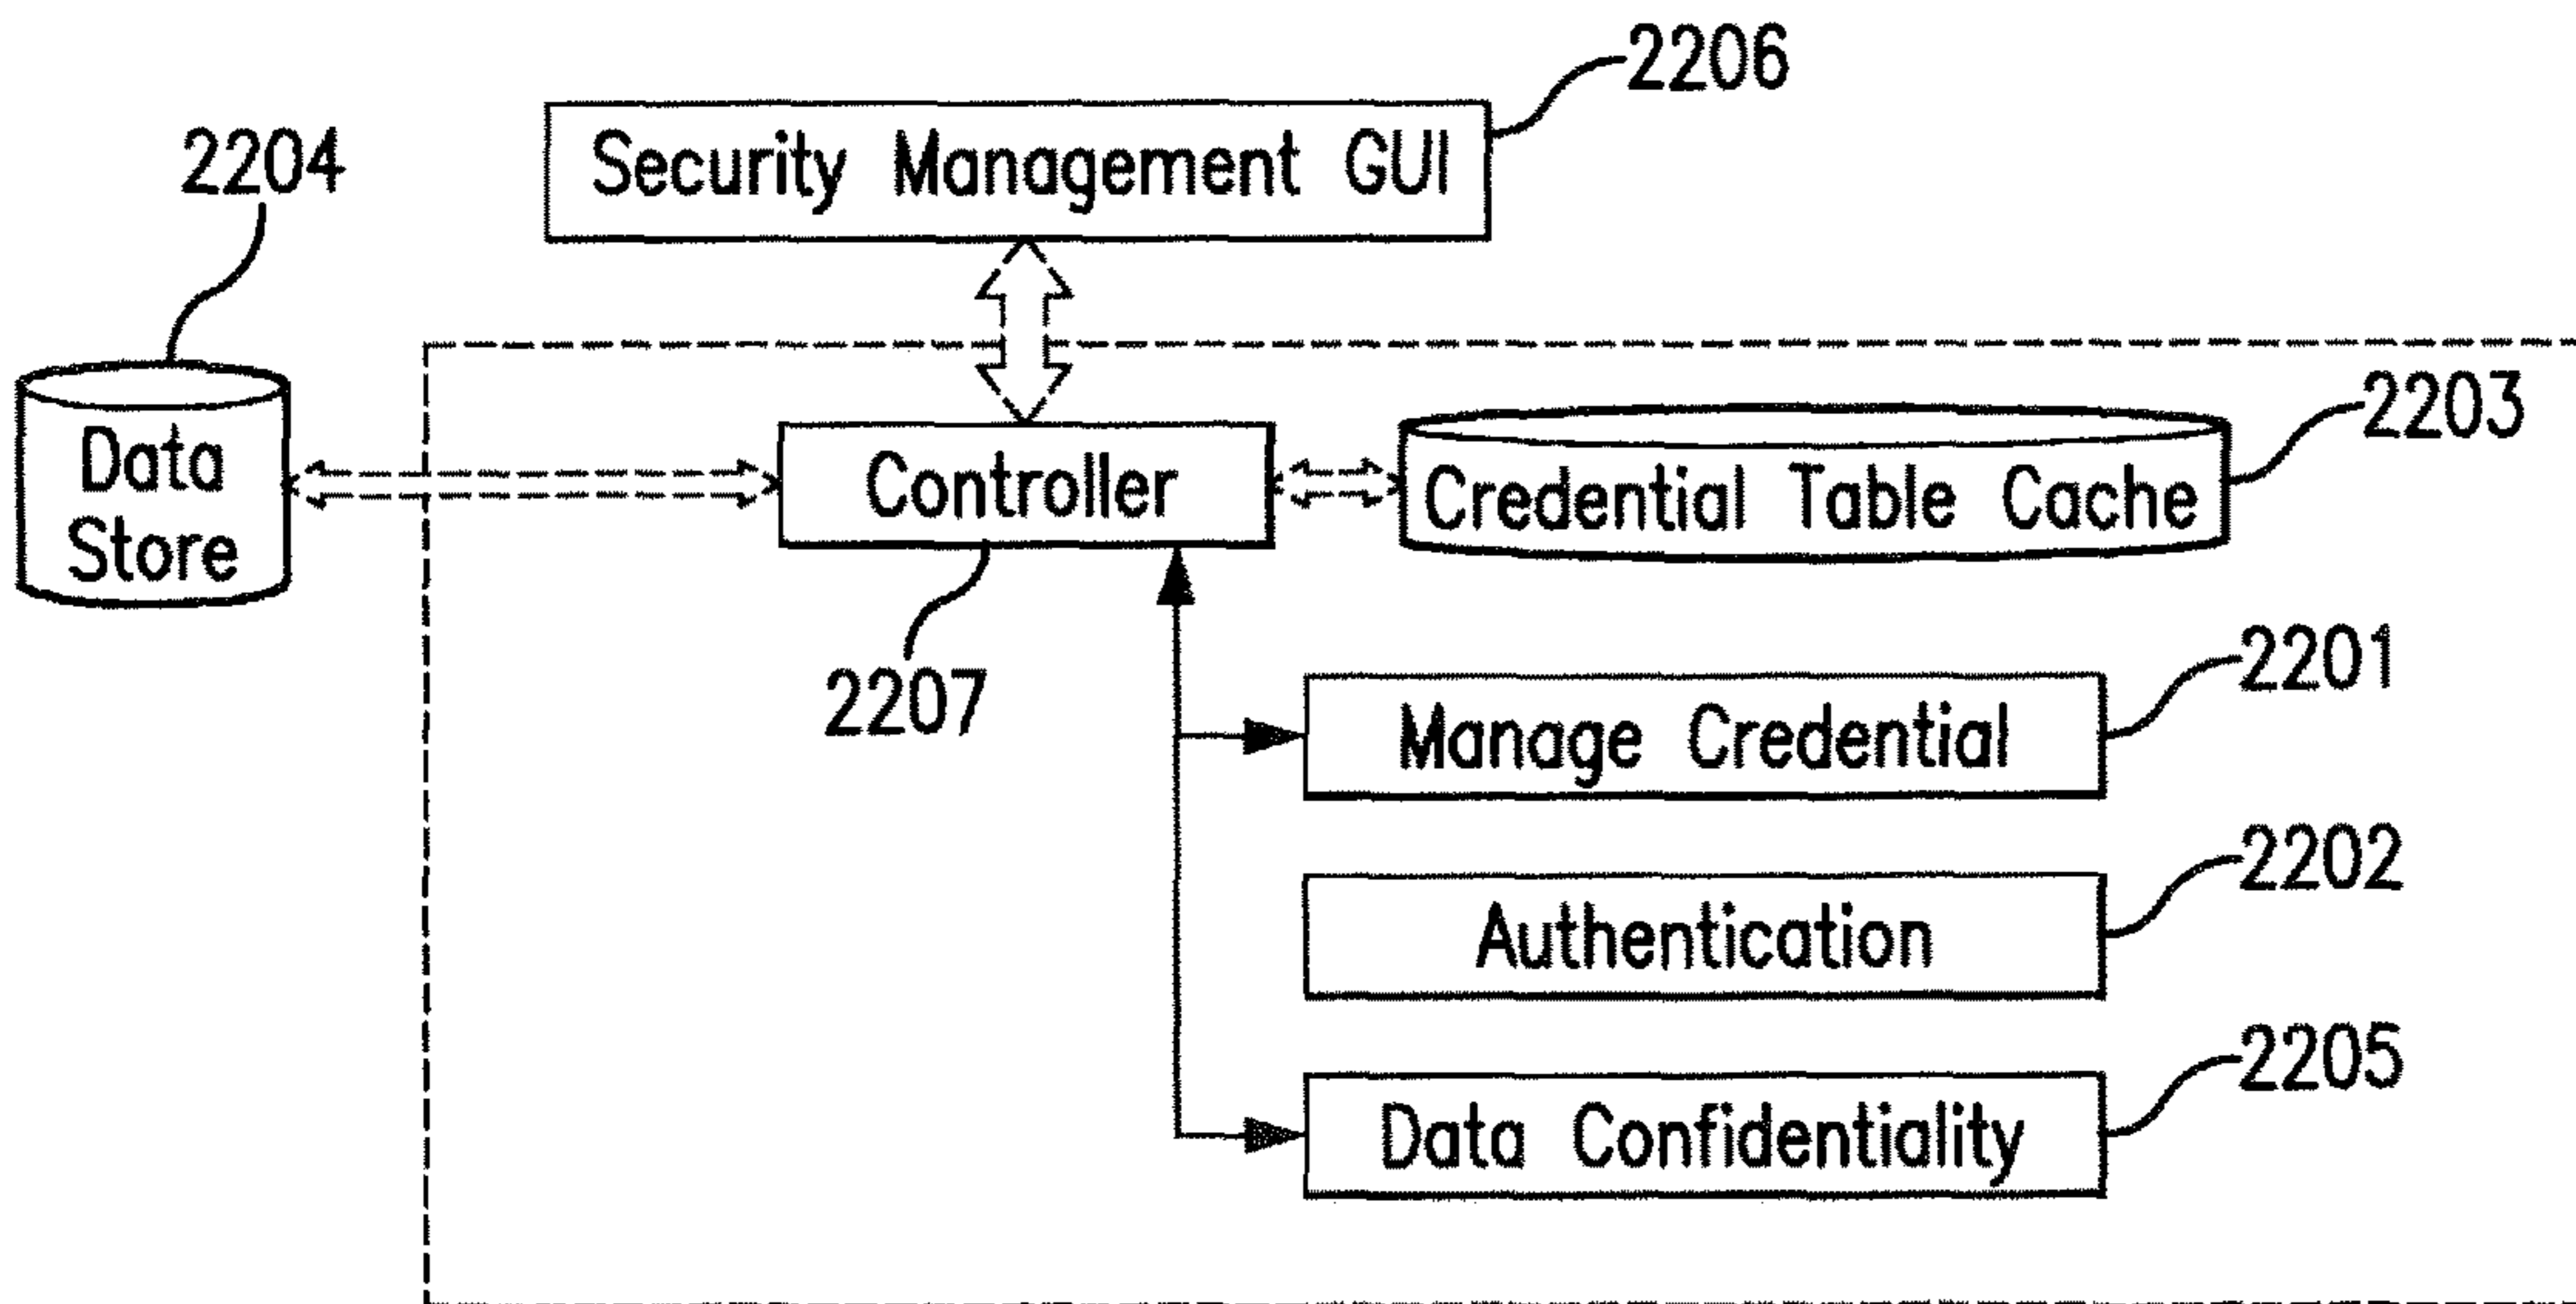 2206
Security Management GUI
2204
2203
Data
Store
Controller
Credential Table Cache
2207
2201
Manage Credential
2202
Authentication
2205
Data Confidentiality